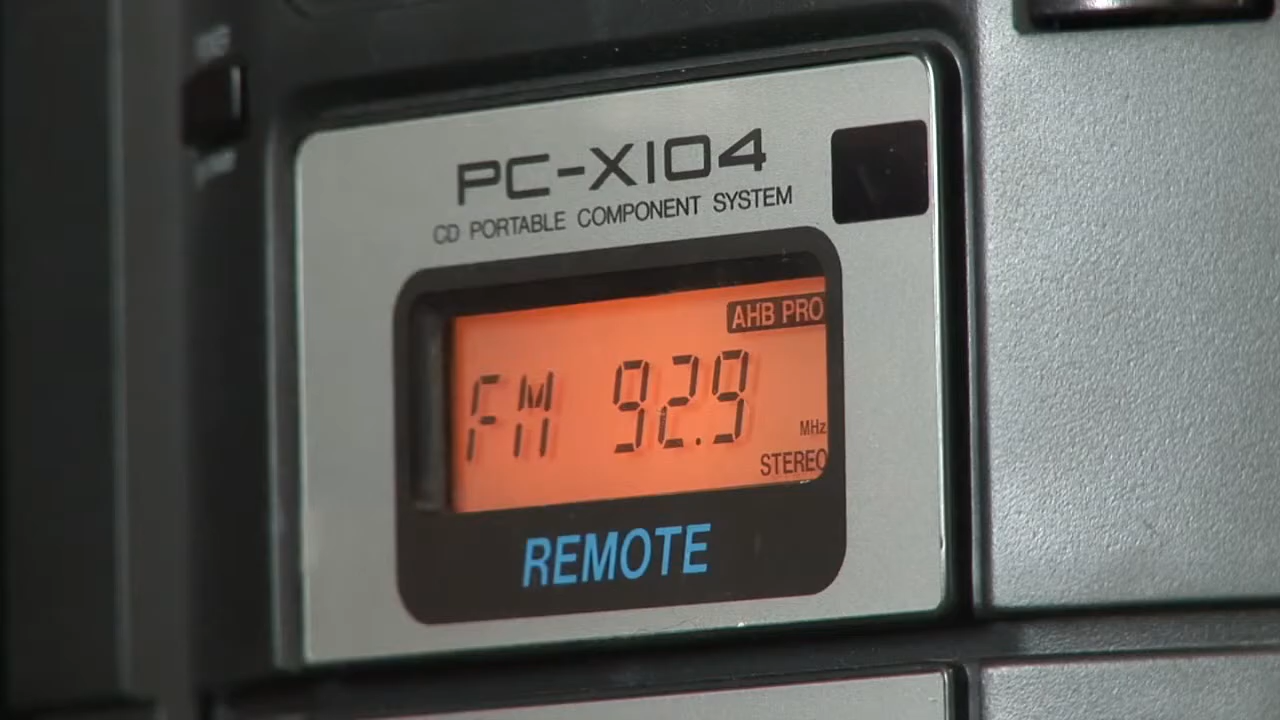 PC-X104
CD PORTABLE COMPONENT SYSTEM
AHB PRO
FM 92.9
MHz
STEREO
REMOTE